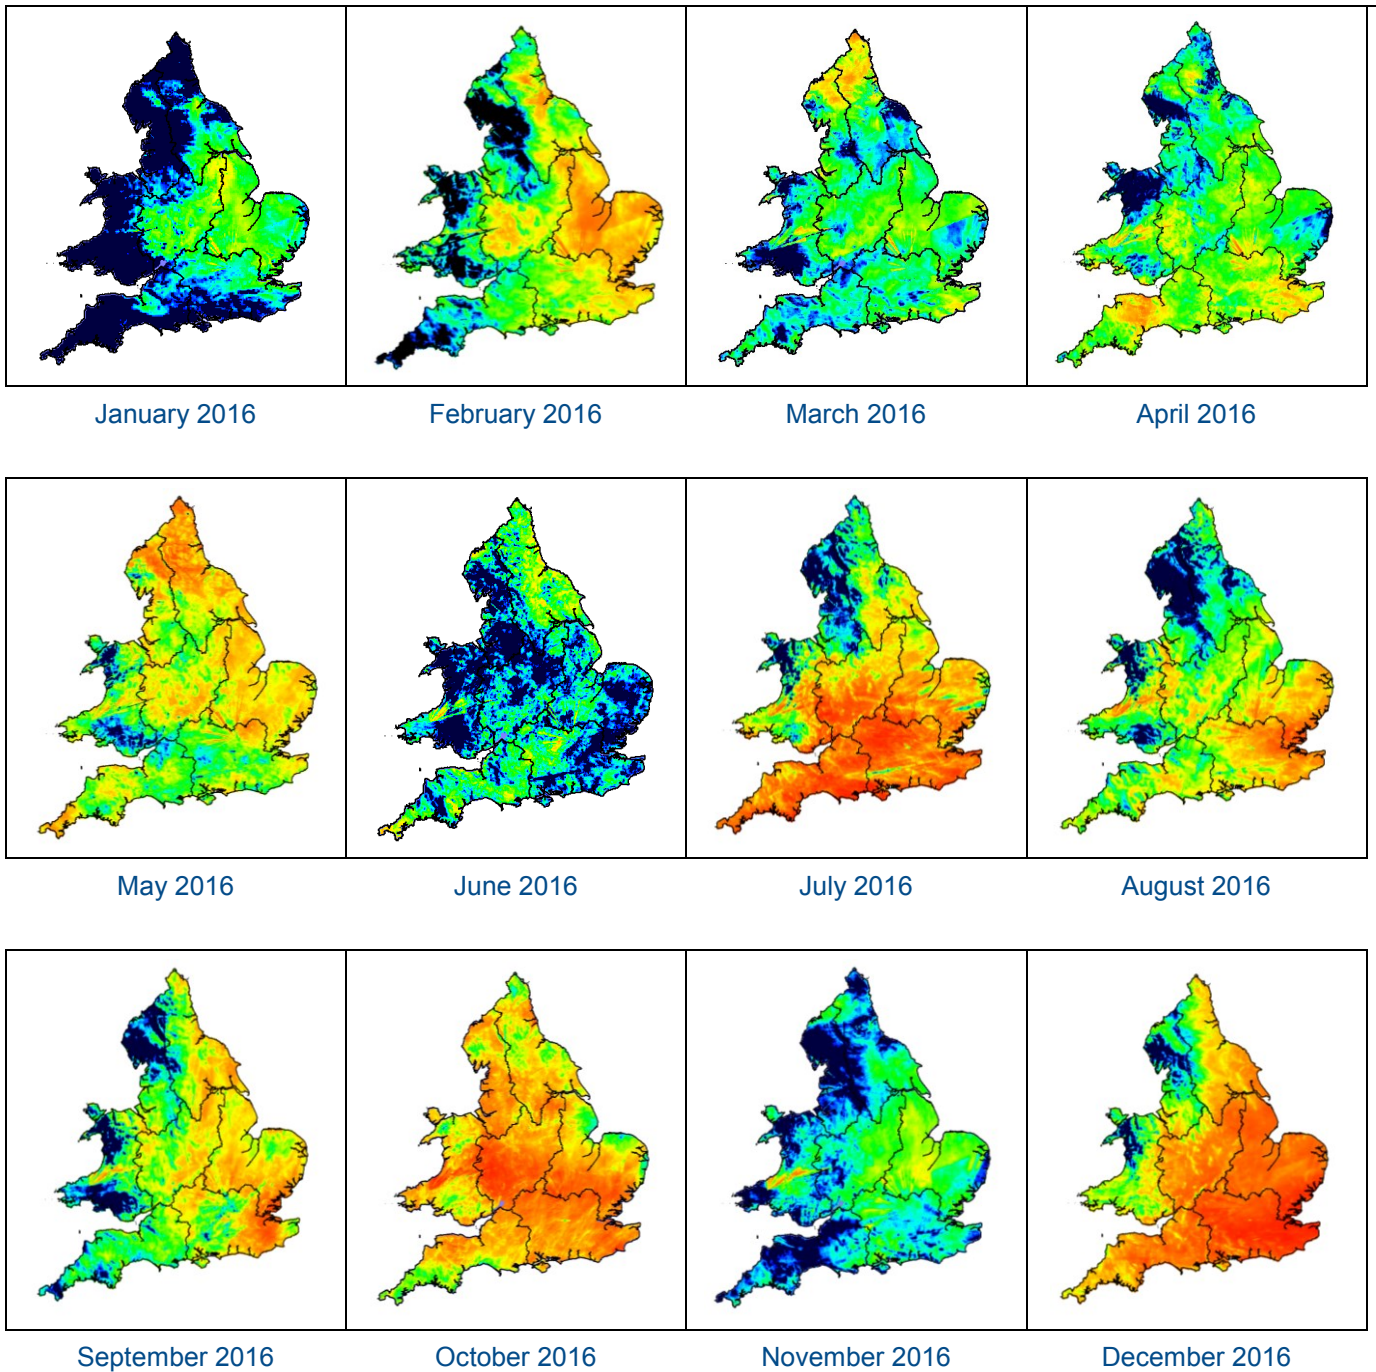 January 2016
February 2016
March 2016
April 2016
May 2016
June 2016
July 2016
August 2016
September 2016
October 2016
November 2016
December 2016